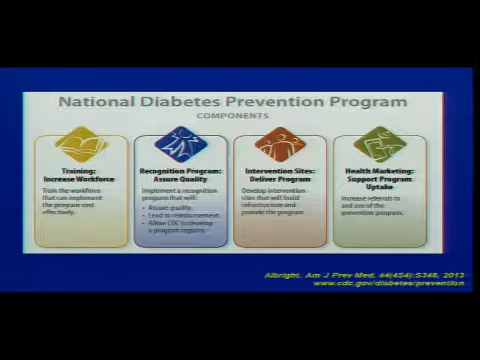 National Diabetes Prevention Program
COMPONENTS
Training:
Increase Workforce
Train the workforce
that can implement
the program cost
effectively.
Recognition Program:
Assure Quality
Implement a recognition
program that will:
• Assure quality.
• Lead to reimbursement.
• Allow CDC to develop
a program registry.
Intervention Sites:
Deliver Program
Develop intervention
sites that will build
infrastructure and
provide the program.
Health Marketing:
Support Program
Uptake
Increase referrals to
and use of the
prevention program.
Albright, Am J Prev Med, 44(4S4):S346, 2013
www.cdc.gov/diabetes/prevention